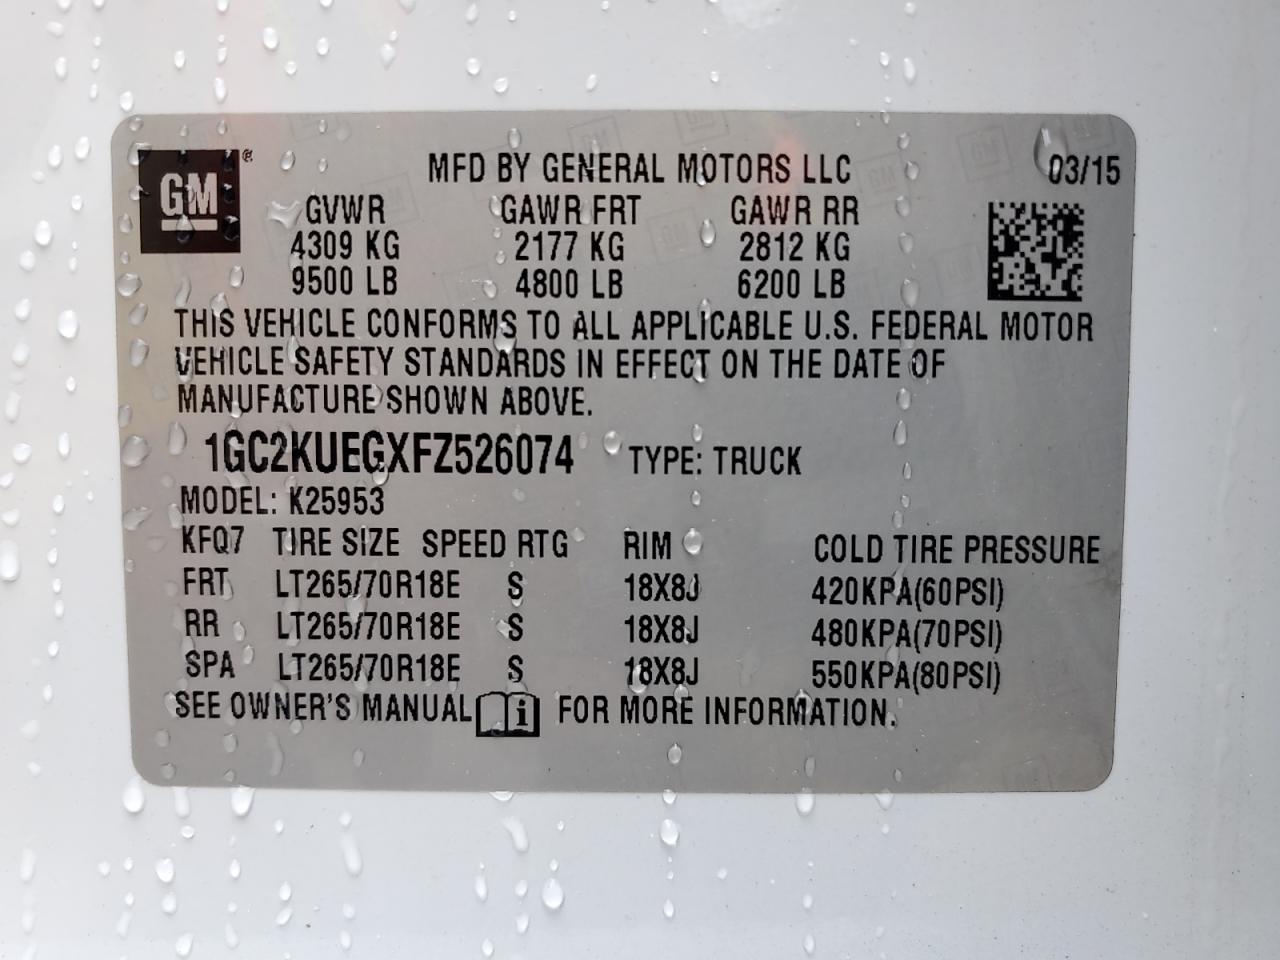 GM
MFD BY GENERAL MOTORS LLC 03/15
GVWR GAWR FRT GAWR RR
4309 KG 2177 KG 2812 KG
9500 LB 4800 LB 6200 LB
THIS VEHICLE CONFORMS TO ALL APPLICABLE U.S. FEDERAL MOTOR
VEHICLE SAFETY STANDARDS IN EFFECT ON THE DATE OF
MANUFACTURE SHOWN ABOVE.
1GC2KUEGXFZ526074 TYPE: TRUCK
MODEL: K25953
KFQ7 TIRE SIZE SPEED RTG RIM COLD TIRE PRESSURE
FRT LT265/70R18E S 18X8J 420KPA(60PSI)
RR LT265/70R18E S 18X8J 480KPA(70PSI)
SPA LT265/70R18E S 18X8J 550KPA(80PSI)
SEE OWNER'S MANUAL i FOR MORE INFORMATION.